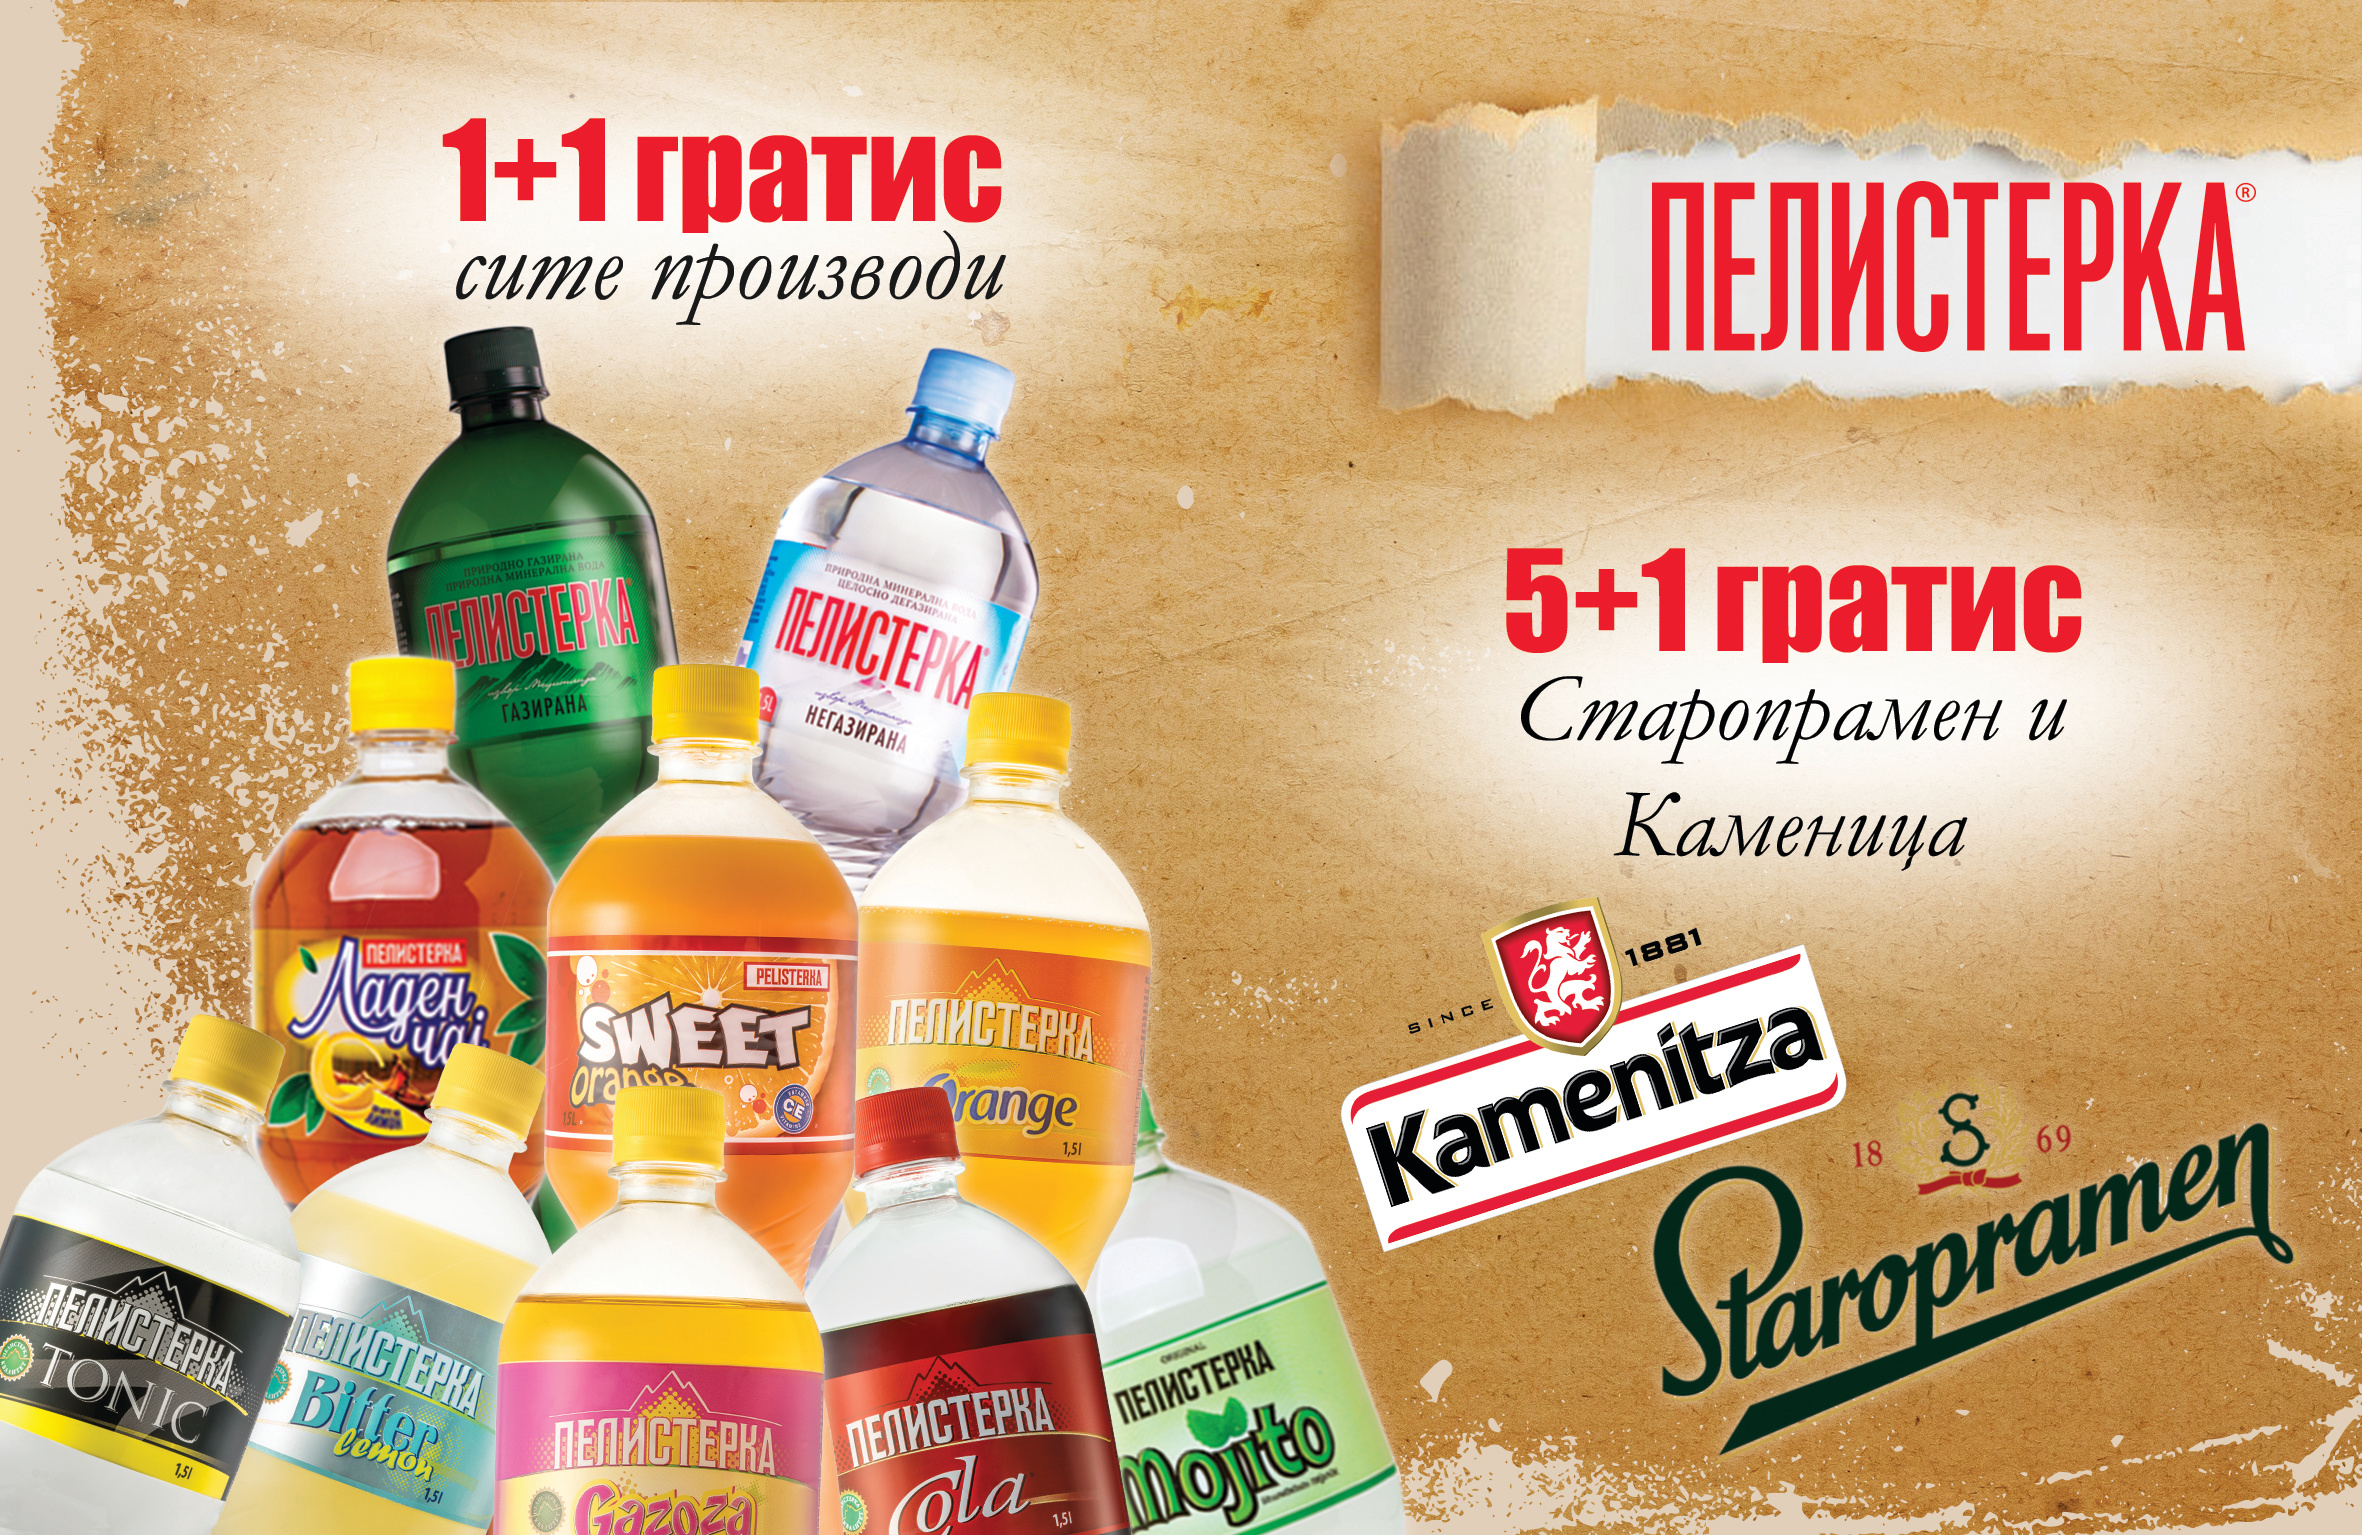 1+1 гратис
сите производи
ПЕЛИСТЕРКА®
5+1 гратис
Старопрамен и
Каменица
SINCE 1881
Kamenitza
18 S 69
Staropramen
ПРИРОДНО ГАЗИРАНА
ПРИРОДНА МИНЕРАЛНА ВОДА
ПЕЛИСТЕРКА
ГАЗИРАНА
ПРИРОДНА МИНЕРАЛНА ВОДА
ЦЕЛОСНО ДЕГАЗИРАНА
ПЕЛИСТЕРКА
НЕГАЗИРАНА
ПЕЛИСТЕРКА
Ладен
чај
PELISTERKA
SWEET
orange
1,5L
ПЕЛИСТЕРКА
Orange
1,5l
ПЕЛИСТЕРКА
TONIC
1,5l
ПЕЛИСТЕРКА
Bitter
lemon
1,5l
ПЕЛИСТЕРКА
Gazoza
ПЕЛИСТЕРКА
Cola
1,5l
ORIGINAL
ПЕЛИСТЕРКА
Mojito